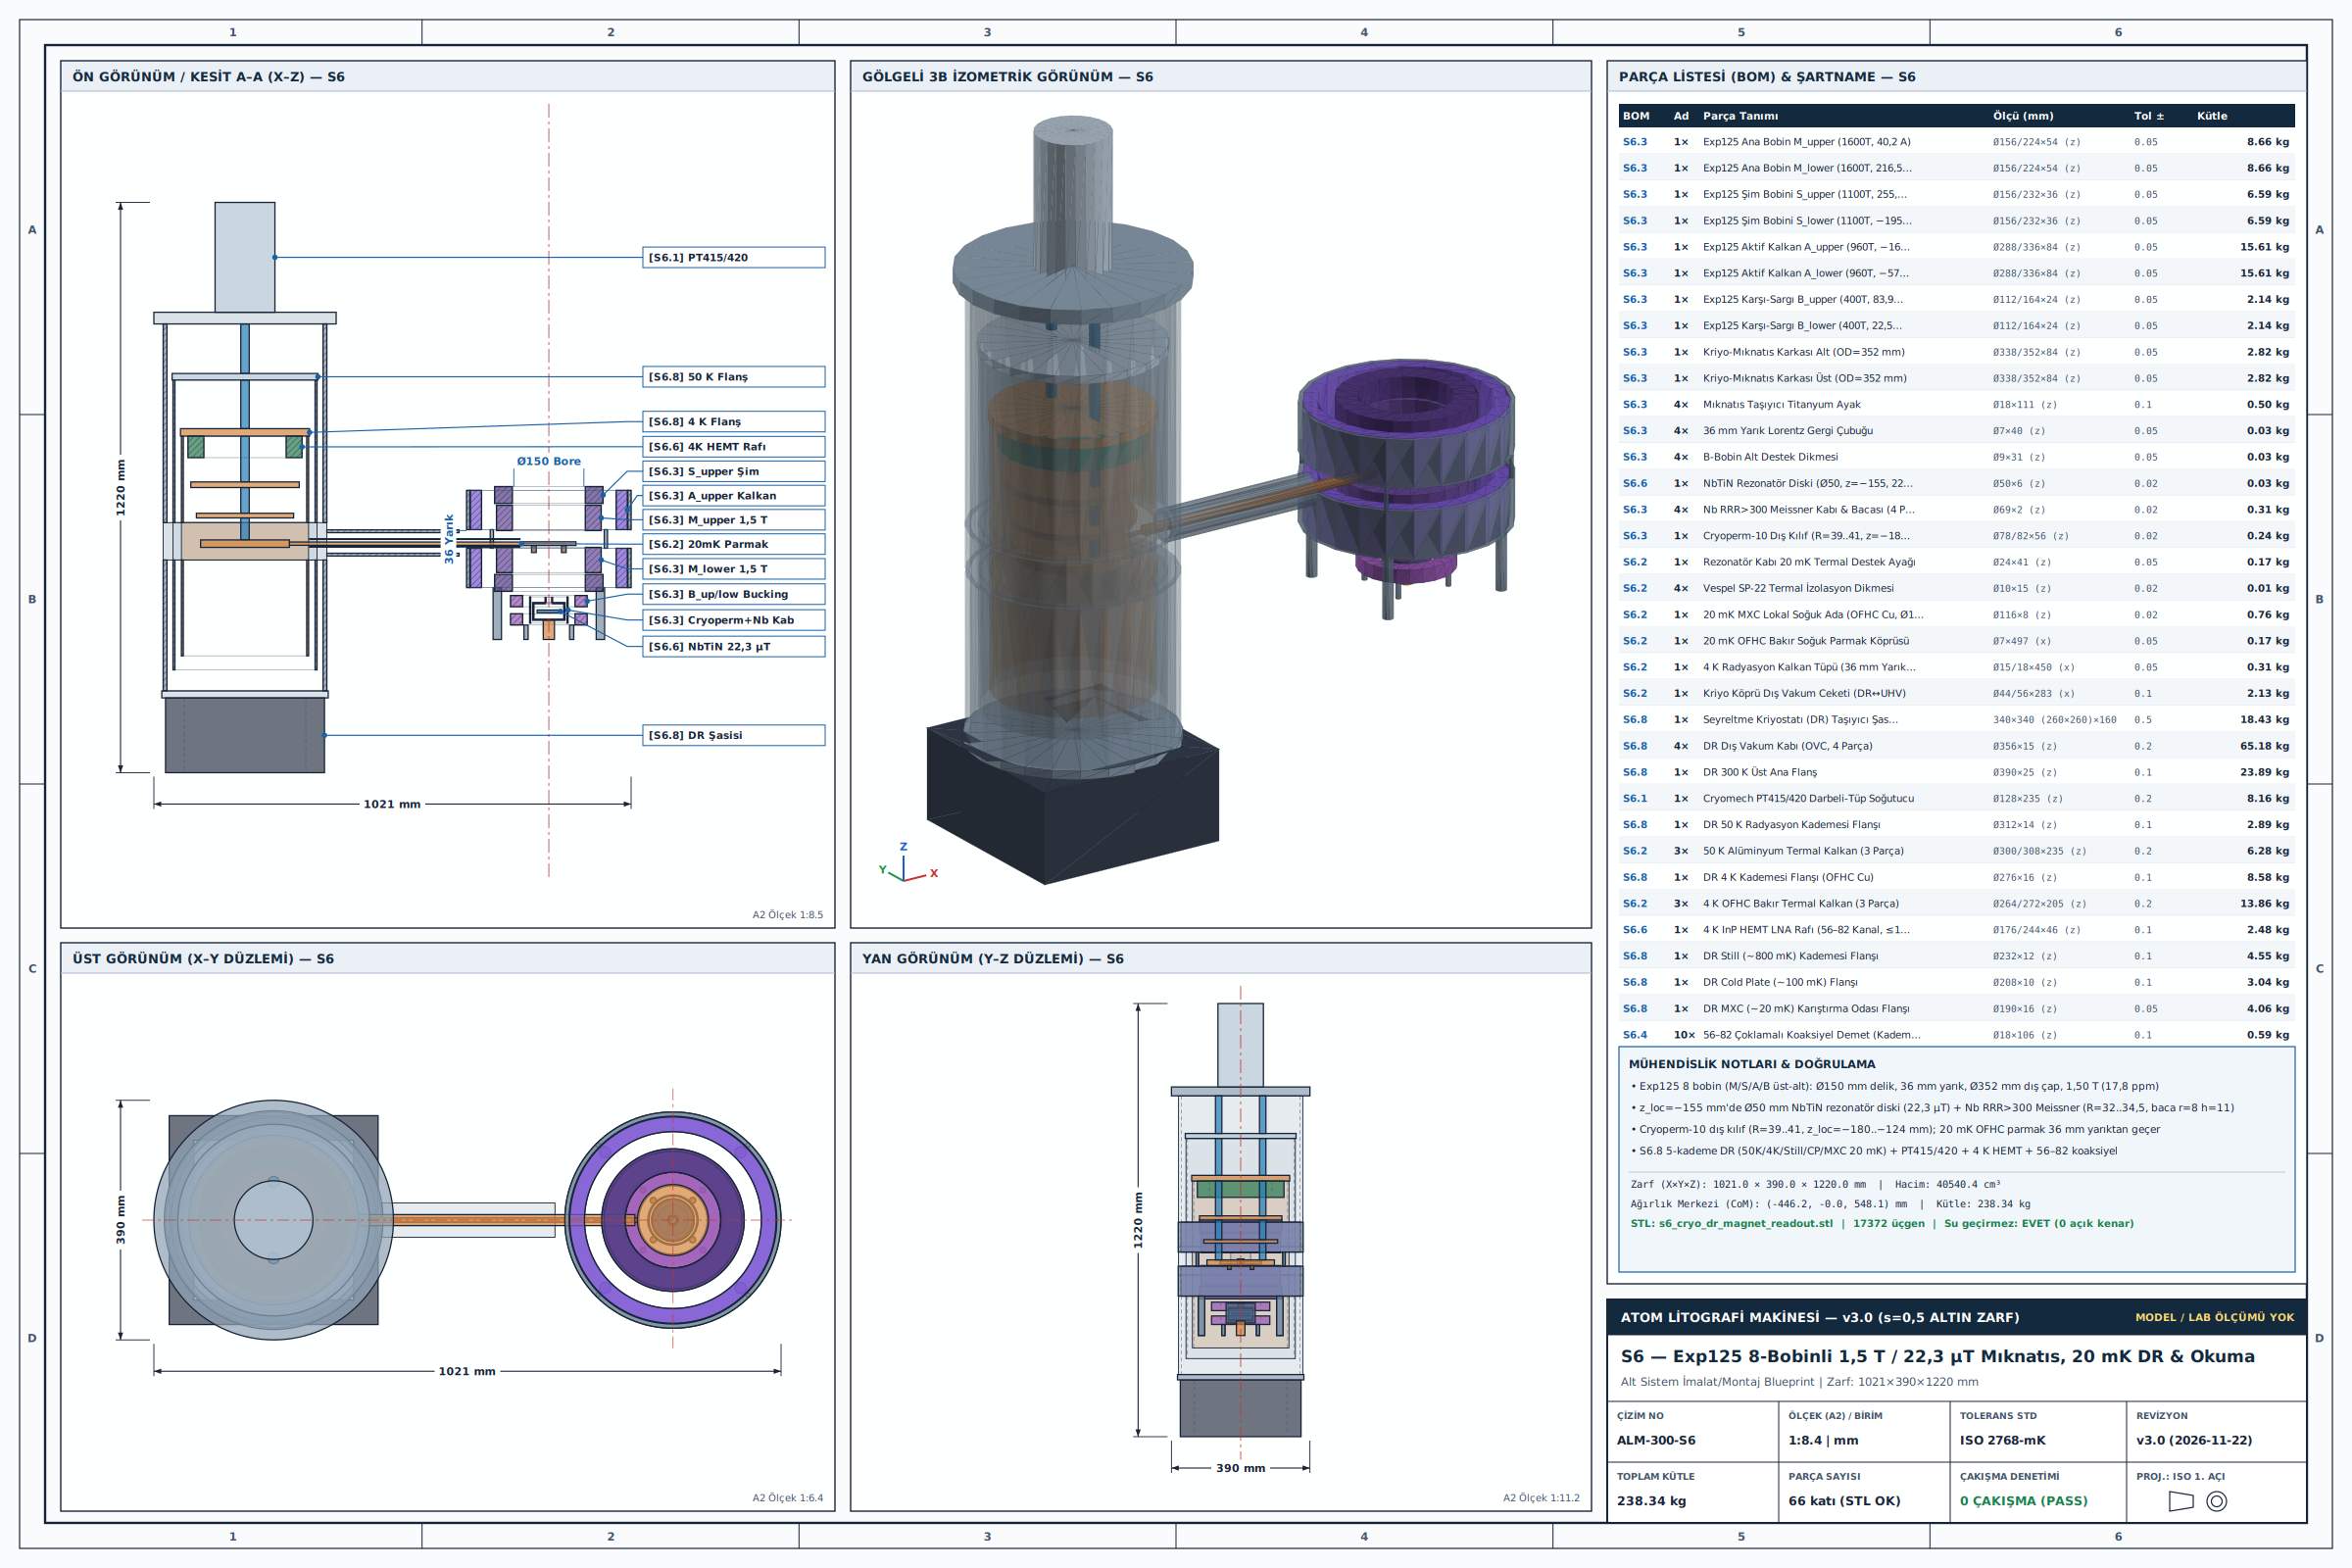 1 2 3 4 5 6
A
B
C
D
ÖN GÖRÜNÜM / KESİT A–A (X–Z) — S6
1220 mm
1021 mm
Ø150 Bore
36 Yarık
[S6.1] PT415/420
[S6.8] 50 K Flanş
[S6.8] 4 K Flanş
[S6.6] 4K HEMT Rafı
[S6.3] S_upper Şim
[S6.3] A_upper Kalkan
[S6.3] M_upper 1,5 T
[S6.2] 20mK Parmak
[S6.3] M_lower 1,5 T
[S6.3] B_up/low Bucking
[S6.3] Cryoperm+Nb Kab
[S6.6] NbTiN 22,3 µT
[S6.8] DR Şasisi
A2 Ölçek 1:8.5
GÖLGELİ 3B İZOMETRİK GÖRÜNÜM — S6
Z
Y
X
ÜST GÖRÜNÜM (X–Y DÜZLEMİ) — S6
390 mm
1021 mm
A2 Ölçek 1:6.4
YAN GÖRÜNÜM (Y–Z DÜZLEMİ) — S6
1220 mm
390 mm
A2 Ölçek 1:11.2
PARÇA LİSTESİ (BOM) & ŞARTNAME — S6
BOM Ad Parça Tanımı Ölçü (mm) Tol ± Kütle
S6.3 1× Exp125 Ana Bobin M_upper (1600T, 40,2 A) Ø156/224×54 (z) 0.05 8.66 kg
S6.3 1× Exp125 Ana Bobin M_lower (1600T, 216,5… Ø156/224×54 (z) 0.05 8.66 kg
S6.3 1× Exp125 Şim Bobini S_upper (1100T, 255,… Ø156/232×36 (z) 0.05 6.59 kg
S6.3 1× Exp125 Şim Bobini S_lower (1100T, −195… Ø156/232×36 (z) 0.05 6.59 kg
S6.3 1× Exp125 Aktif Kalkan A_upper (960T, −16… Ø288/336×84 (z) 0.05 15.61 kg
S6.3 1× Exp125 Aktif Kalkan A_lower (960T, −57… Ø288/336×84 (z) 0.05 15.61 kg
S6.3 1× Exp125 Karşı-Sargı B_upper (400T, 83,9… Ø112/164×24 (z) 0.05 2.14 kg
S6.3 1× Exp125 Karşı-Sargı B_lower (400T, 22,5… Ø112/164×24 (z) 0.05 2.14 kg
S6.3 1× Kriyo-Mıknatıs Karkası Alt (OD=352 mm) Ø338/352×84 (z) 0.05 2.82 kg
S6.3 1× Kriyo-Mıknatıs Karkası Üst (OD=352 mm) Ø338/352×84 (z) 0.05 2.82 kg
S6.3 4× Mıknatıs Taşıyıcı Titanyum Ayak Ø18×111 (z) 0.1 0.50 kg
S6.3 4× 36 mm Yarık Lorentz Gergi Çubuğu Ø7×40 (z) 0.05 0.03 kg
S6.3 4× B-Bobin Alt Destek Dikmesi Ø9×31 (z) 0.05 0.03 kg
S6.6 1× NbTiN Rezonatör Diski (Ø50, z=−155, 22… Ø50×6 (z) 0.02 0.03 kg
S6.3 4× Nb RRR>300 Meissner Kabı & Bacası (4 P… Ø69×2 (z) 0.02 0.31 kg
S6.3 1× Cryoperm-10 Dış Kılıf (R=39..41, z=−18… Ø78/82×56 (z) 0.02 0.24 kg
S6.2 1× Rezonatör Kabı 20 mK Termal Destek Ayağı Ø24×41 (z) 0.05 0.17 kg
S6.2 4× Vespel SP-22 Termal İzolasyon Dikmesi Ø10×15 (z) 0.02 0.01 kg
S6.2 1× 20 mK MXC Lokal Soğuk Ada (OFHC Cu, Ø1… Ø116×8 (z) 0.02 0.76 kg
S6.2 1× 20 mK OFHC Bakır Soğuk Parmak Köprüsü Ø7×497 (x) 0.02 0.17 kg
S6.2 1× 4 K Radyasyon Kalkan Tüpü (36 mm Yarık… Ø15/18×450 (x) 0.05 0.31 kg
S6.2 1× Kriyo Köprü Dış Vakum Ceketi (DR↔UHV) Ø44/56×283 (x) 0.1 2.13 kg
S6.8 1× Seyreltme Kriyostatı (DR) Taşıyıcı Şas… 340×340 (260×260)×160 0.5 18.43 kg
S6.8 4× DR Dış Vakum Kabı (OVC, 4 Parça) Ø356×15 (z) 0.2 65.18 kg
S6.8 1× DR 300 K Üst Ana Flanş Ø390×25 (z) 0.1 23.89 kg
S6.1 1× Cryomech PT415/420 Darbeli-Tüp Soğutucu Ø128×235 (z) 0.2 8.16 kg
S6.8 1× DR 50 K Radyasyon Kademesi Flanşı Ø312×14 (z) 0.1 2.89 kg
S6.2 3× 50 K Alüminyum Termal Kalkan (3 Parça) Ø300/308×235 (z) 0.2 6.28 kg
S6.8 1× DR 4 K Kademesi Flanşı (OFHC Cu) Ø276×16 (z) 0.1 8.58 kg
S6.2 3× 4 K OFHC Bakır Termal Kalkan (3 Parça) Ø264/272×205 (z) 0.2 13.86 kg
S6.6 1× 4 K InP HEMT LNA Rafı (56–82 Kanal, ≤1… Ø176/244×46 (z) 0.1 2.48 kg
S6.8 1× DR Still (~800 mK) Kademesi Flanşı Ø232×12 (z) 0.1 4.55 kg
S6.8 1× DR Cold Plate (~100 mK) Flanşı Ø208×10 (z) 0.1 3.04 kg
S6.8 1× DR MXC (~20 mK) Karıştırma Odası Flanşı Ø190×16 (z) 0.05 4.06 kg
S6.4 10× 56–82 Çoklamalı Koaksiyel Demet (Kadem… Ø18×106 (z) 0.1 0.59 kg
MÜHENDİSLİK NOTLARI & DOĞRULAMA
• Exp125 8 bobin (M/S/A/B üst-alt): Ø150 mm delik, 36 mm yarık, Ø352 mm dış çap, 1,50 T (17,8 ppm)
• z_loc=−155 mm'de Ø50 mm NbTiN rezonatör diski (22,3 µT) + Nb RRR>300 Meissner (R=32..34,5, baca r=8 h=11)
• Cryoperm-10 dış kılıf (R=39..41, z_loc=−180..−124 mm); 20 mK OFHC parmak 36 mm yarıktan geçer
• S6.8 5-kademe DR (50K/4K/Still/CP/MXC 20 mK) + PT415/420 + 4 K HEMT + 56–82 koaksiyel
Zarf (X×Y×Z): 1021.0 × 390.0 × 1220.0 mm | Hacim: 40540.4 cm³
Ağırlık Merkezi (CoM): (-446.2, -0.0, 548.1) mm | Kütle: 238.34 kg
STL: s6_cryo_dr_magnet_readout.stl | 17372 üçgen | Su geçirmez: EVET (0 açık kenar)
ATOM LİTOGRAFİ MAKİNESİ — v3.0 (s=0,5 ALTIN ZARF) MODEL / LAB ÖLÇÜMÜ YOK
S6 — Exp125 8-Bobinli 1,5 T / 22,3 µT Mıknatıs, 20 mK DR & Okuma
Alt Sistem İmalat/Montaj Blueprint | Zarf: 1021×390×1220 mm
ÇİZİM NO ÖLÇEK (A2) / BİRİM TOLERANS STD REVİZYON
ALM-300-S6 1:8.4 | mm ISO 2768-mK v3.0 (2026-11-22)
TOPLAM KÜTLE PARÇA SAYISI ÇAKIŞMA DENETİMİ PROJ.: ISO 1. AÇI
238.34 kg 66 katı (STL OK) 0 ÇAKIŞMA (PASS)
A
B
C
D
1 2 3 4 5 6